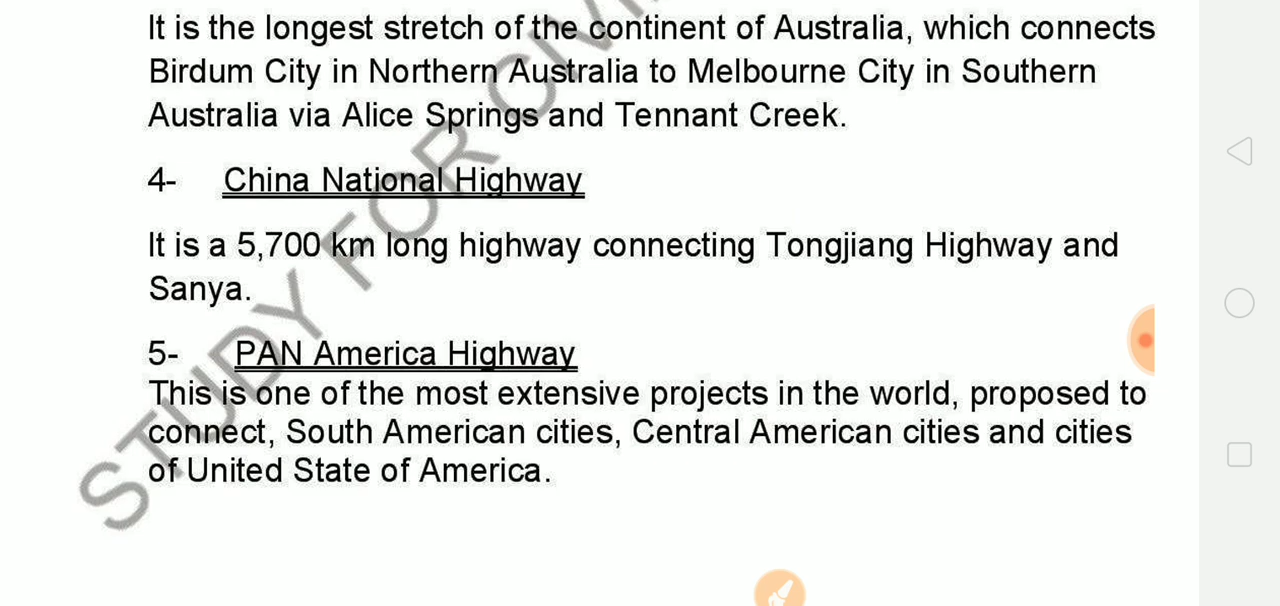 It is the longest stretch of the continent of Australia, which connects
Birdum City in Northern Australia to Melbourne City in Southern
Australia via Alice Springs and Tennant Creek.
4- China National Highway
It is a 5,700 km long highway connecting Tongjiang Highway and
Sanya.
5- PAN America Highway
This is one of the most extensive projects in the world, proposed to
connect, South American cities, Central American cities and cities
of United State of America.
STUDY FOR CIVI